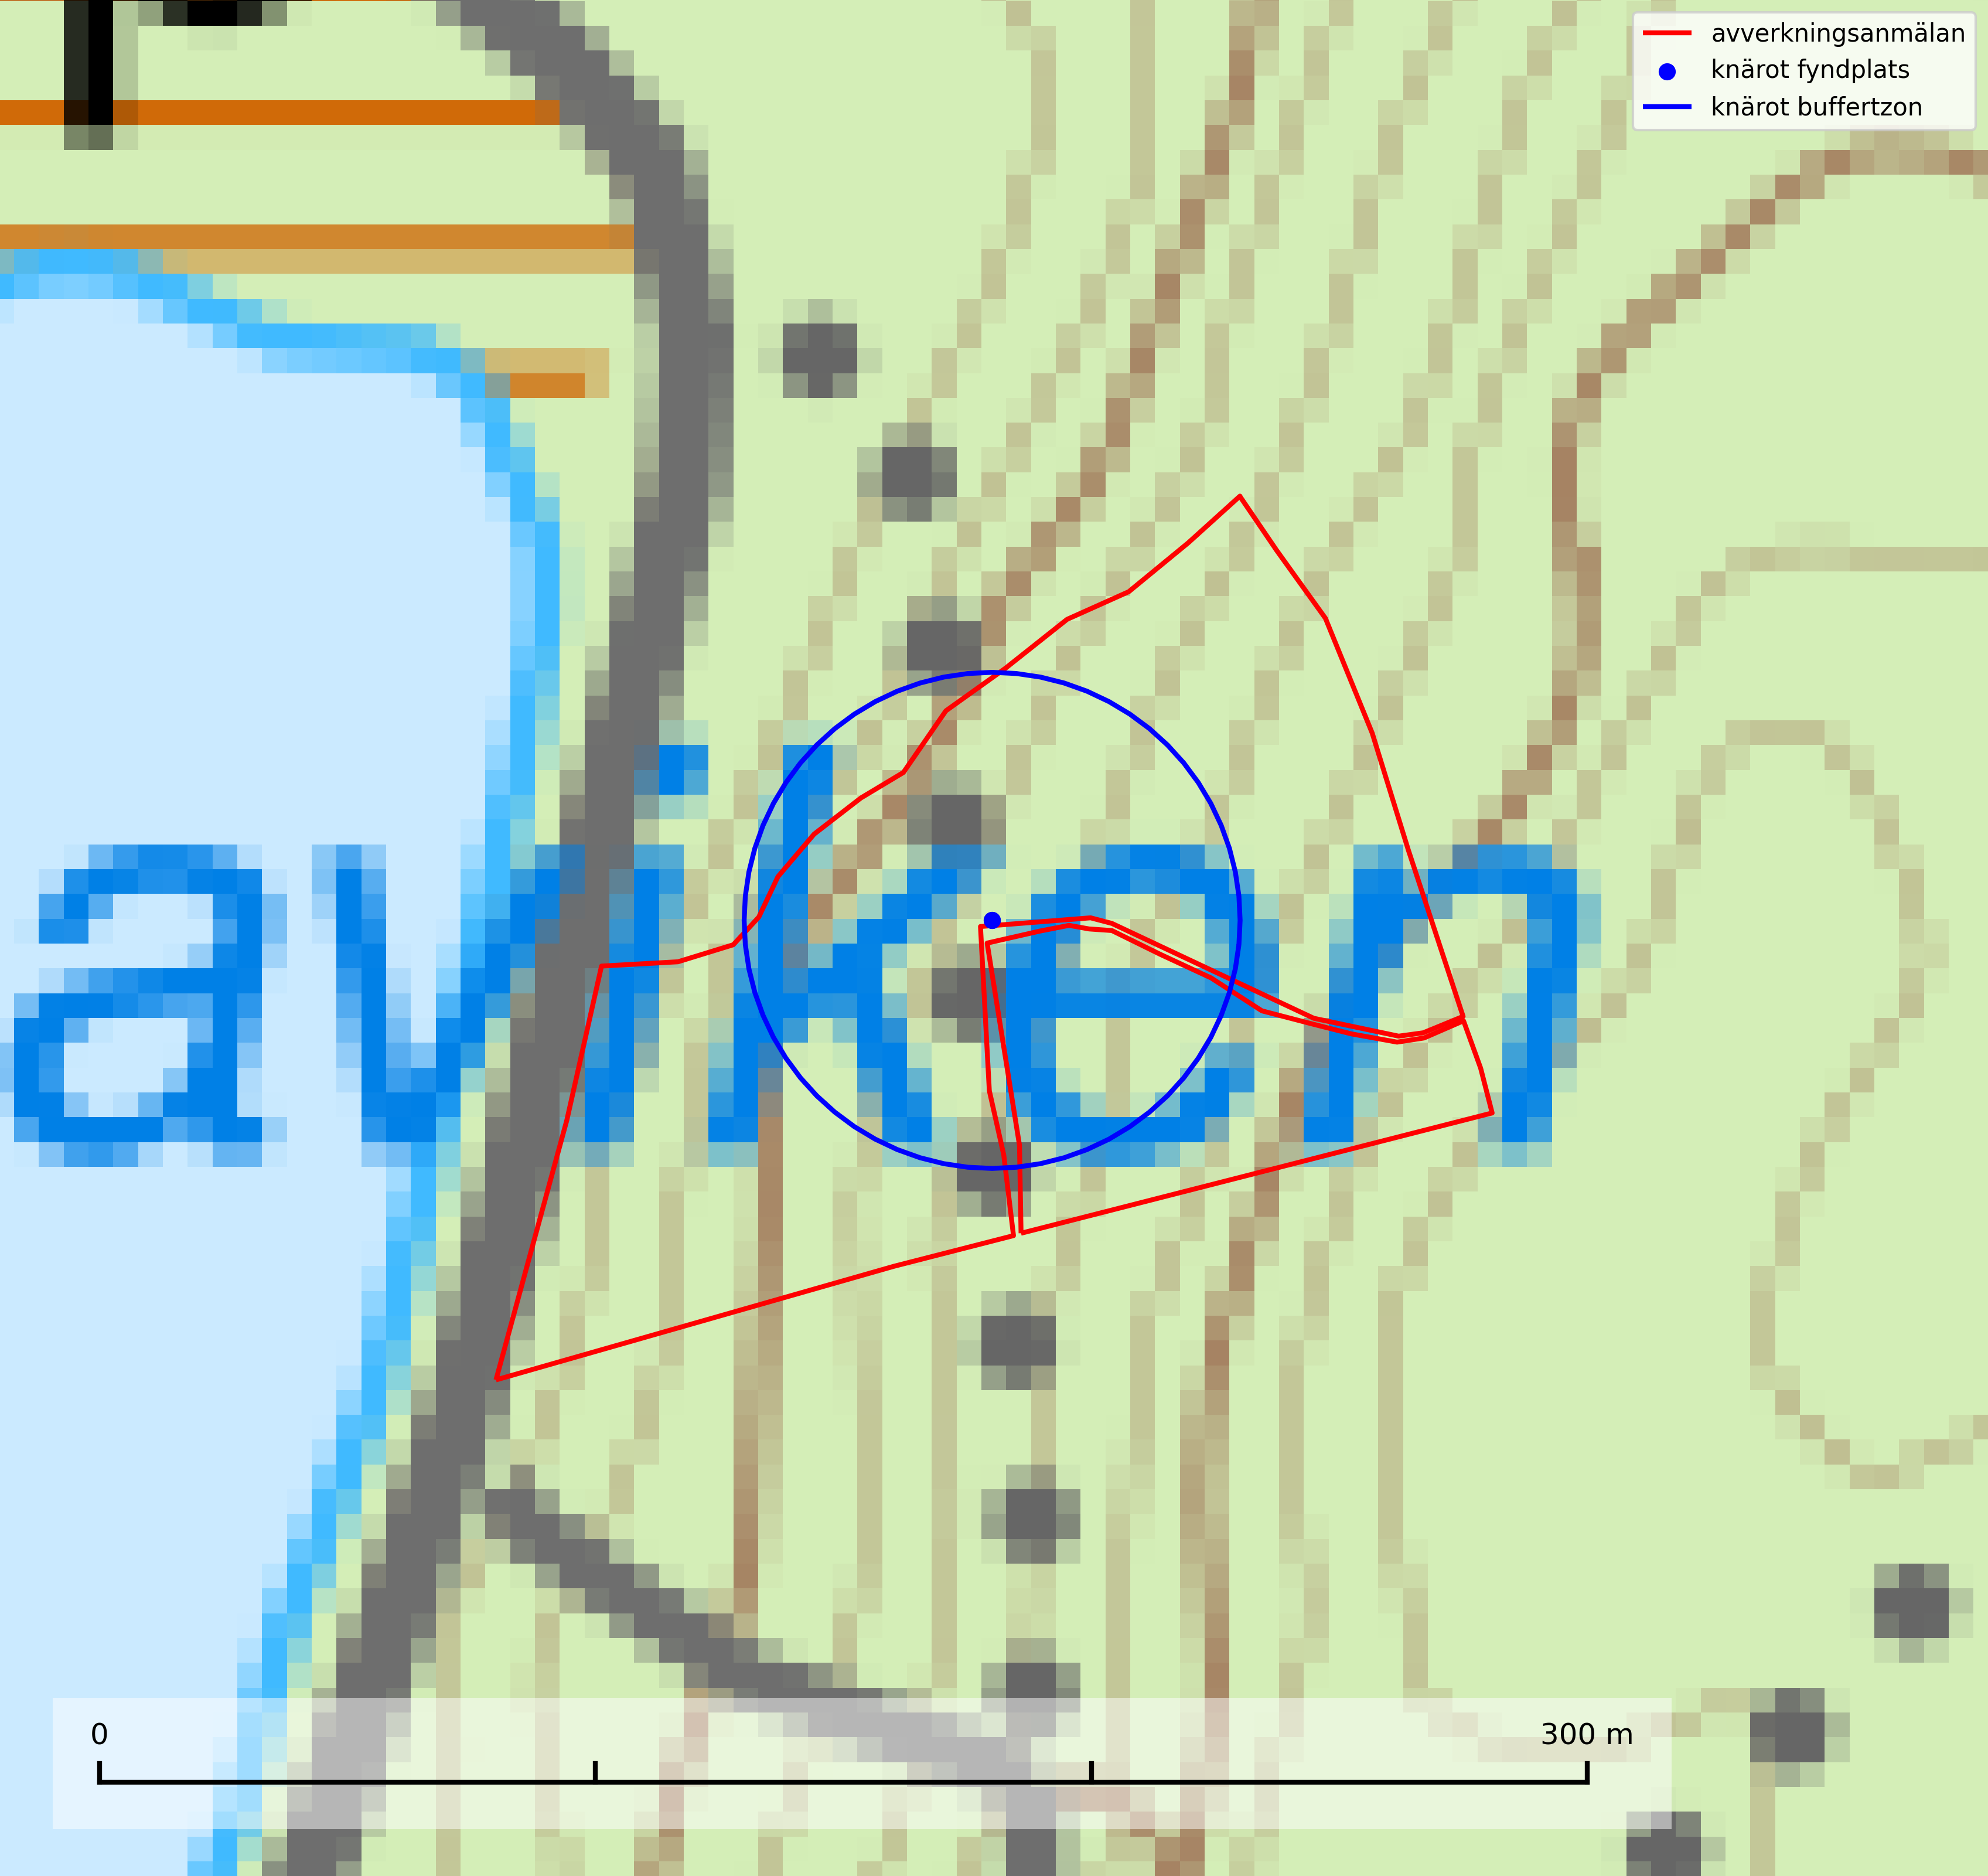 avverkningsanmälan
knärot fyndplats
knärot buffertzon
aviken
0 300 m